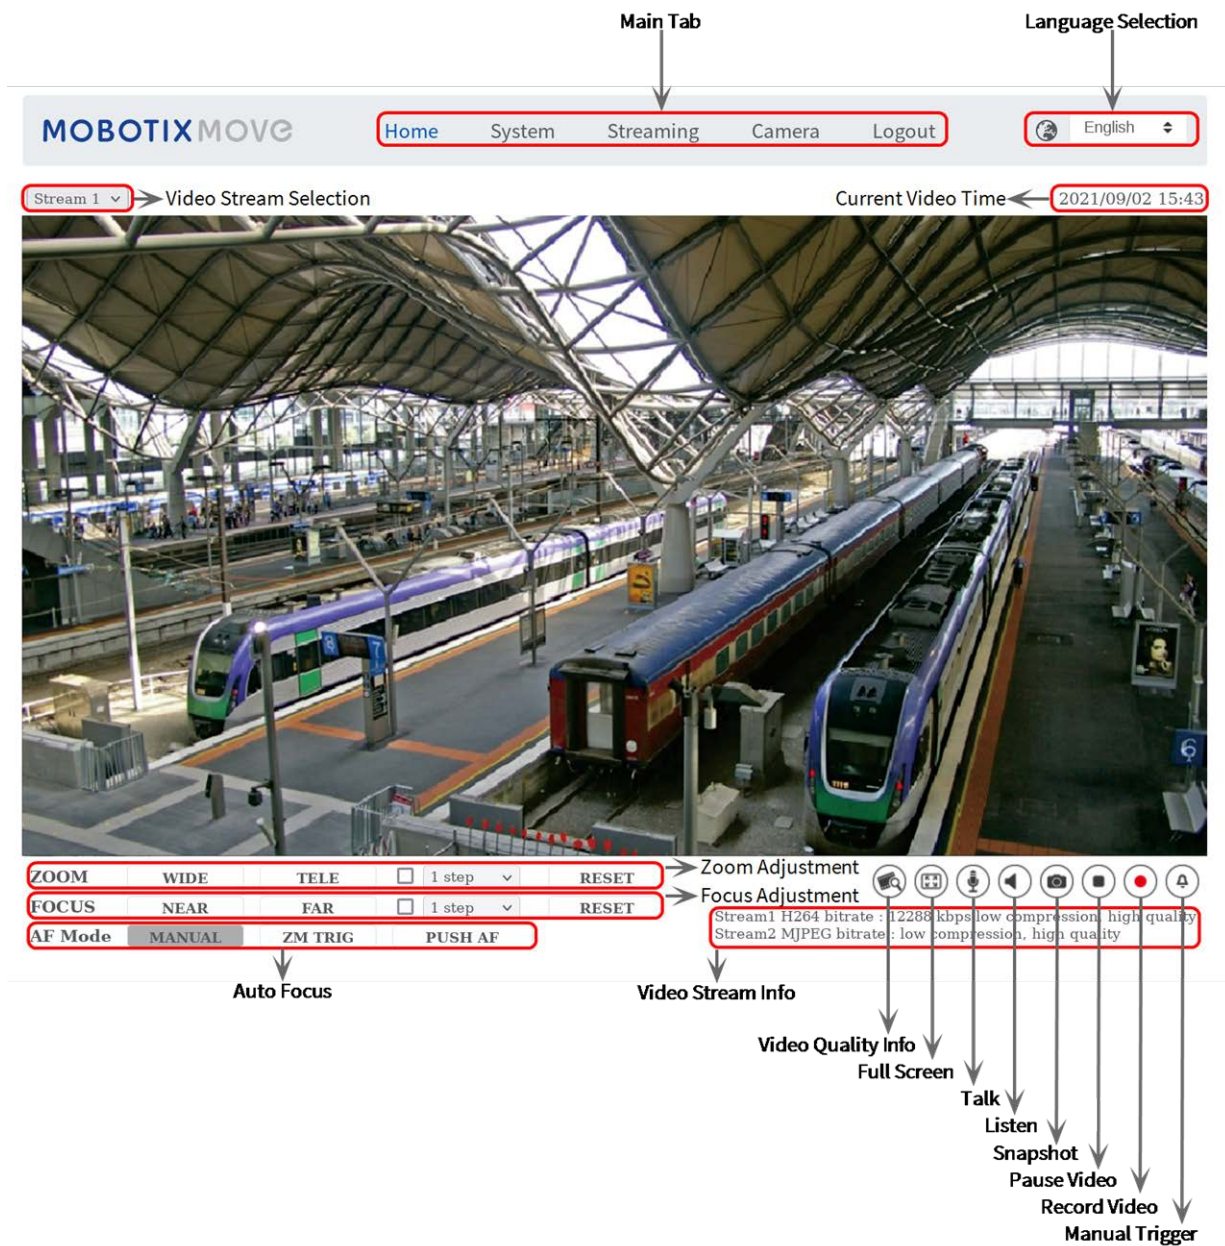 Main Tab
Language Selection
MOBOTIX MOVE
Home System Streaming Camera Logout
English
Stream 1
Video Stream Selection
Current Video Time
2021/09/02 15:43
8 7
6
ZOOM WIDE TELE 1 step RESET
Zoom Adjustment
FOCUS NEAR FAR 1 step RESET
Focus Adjustment
Stream1 H264 bitrate : 12288 kbps low compression, high quality
AF Mode MANUAL ZM TRIG PUSH AF
Stream2 MJPEG bitrate : low compression, high quality
Auto Focus
Video Stream Info
Video Quality Info
Full Screen
Talk
Listen
Snapshot
Pause Video
Record Video
Manual Trigger